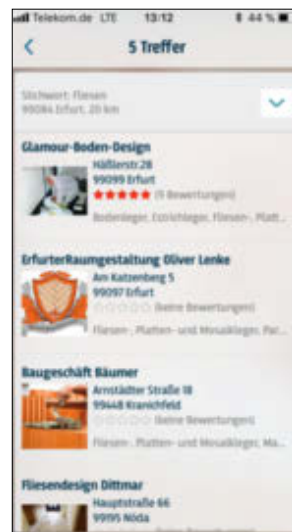 Telekom.de LTE 13:12 44 %
5 Treffer
Stichwort: Fliesen
99084 Erfurt, 20 km
Glamour-Boden-Design
Häßlerstr. 28
99099 Erfurt
(9 Bewertungen)
Bodenleger, Estrichleger, Fliesen-, Platt...
ErfurterRaumgestaltung Oliver Lenke
Am Katzenberg 5
99097 Erfurt
(keine Bewertungen)
Fliesen-, Platten- und Mosaikleger, Par...
Baugeschäft Bäumer
Arnstädter Straße 18
99448 Kranichfeld
(keine Bewertungen)
Fliesen-, Platten- und Mosaikleger, Ma...
Fliesendesign Dittmar
Hauptstraße 66
99195 Nöda